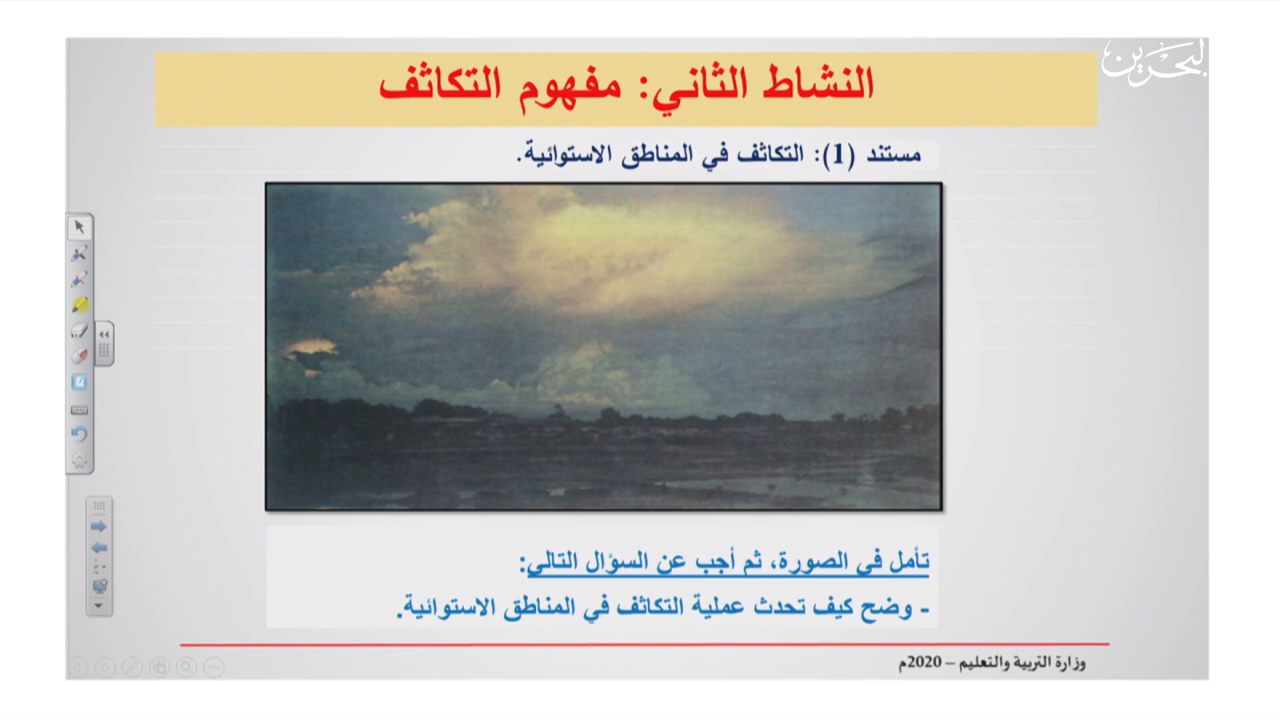 البحرين
النشاط الثاني: مفهوم التكاثف
مستند (1): التكاثف في المناطق الاستوائية.
تأمل في الصورة، ثم أجب عن السؤال التالي:
- وضح كيف تحدث عملية التكاثف في المناطق الاستوائية.
وزارة التربية والتعليم – 2020م